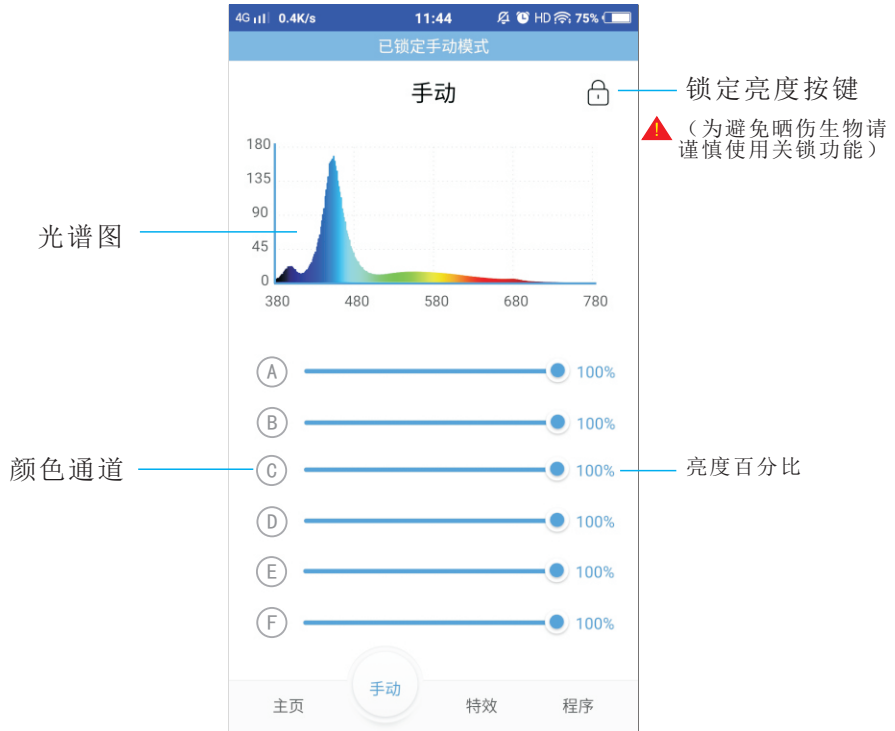 4G 0.4K/s 11:44 HD 75%
已锁定手动模式
手动
锁定亮度按键
（为避免晒伤生物请
谨慎使用关锁功能）
180
135
90
45
0
380 480 580 680 780
光谱图
A 100%
B 100%
颜色通道
C 100%
亮度百分比
D 100%
E 100%
F 100%
主页 手动 特效 程序